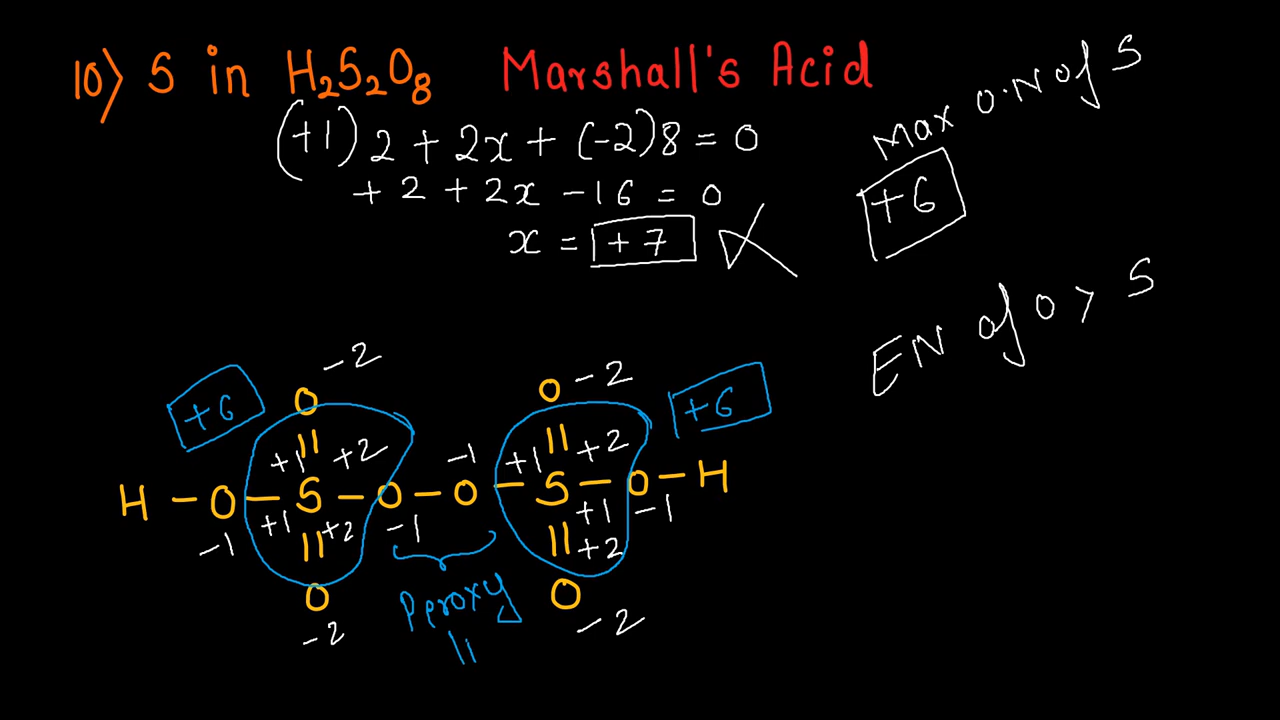 10) S in H₂S₂O₈ Marshall's Acid
(+1)2 + 2x + (-2)8 = 0
+2 + 2x - 16 = 0
x = +7
Max O.N of S
+6
EN of O > S
+6 O -2 O -2 +6
|| ||
+1 +2 -1 +1 +2
H - O - S - O - O - S - O - H
-1 +1 +2 -1 +1 -1
|| || +2
O Peroxy O
-2 -2
||